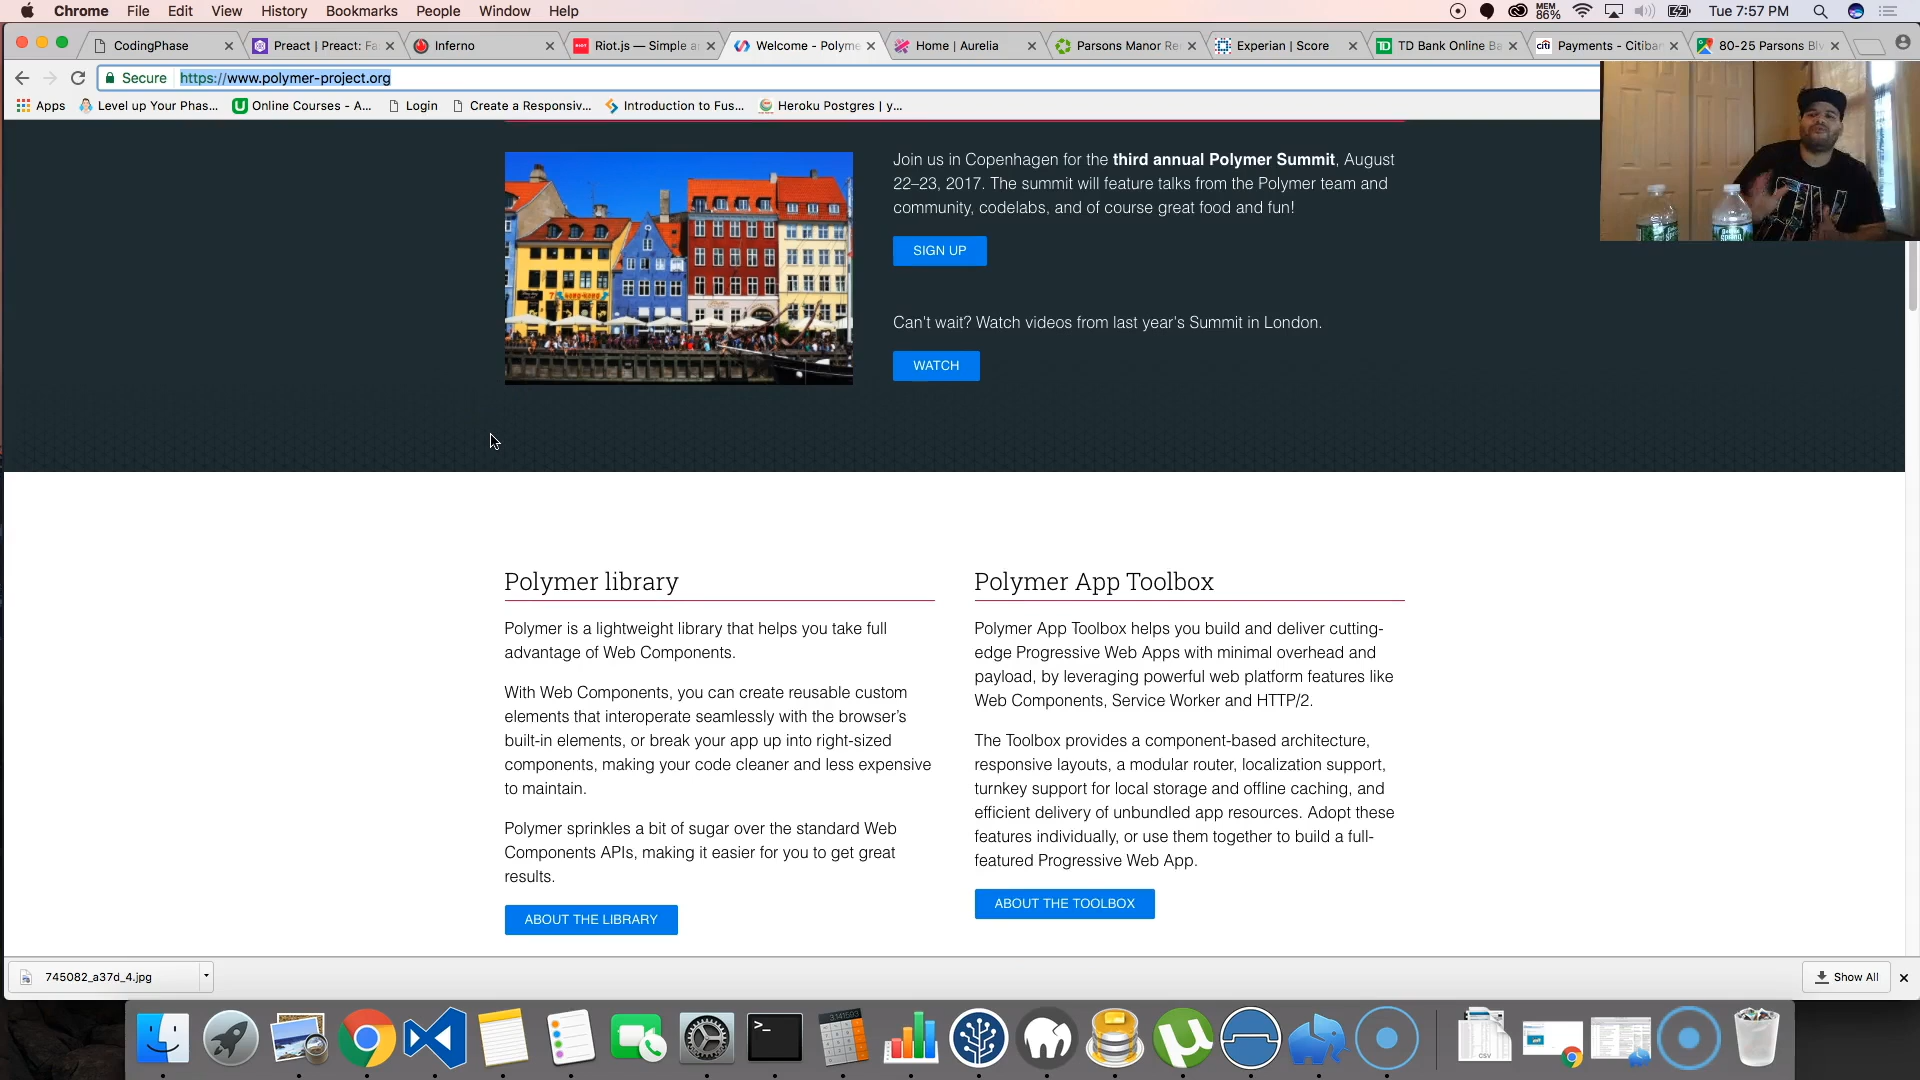 Chrome File Edit View History Bookmarks People Window Help
MEM
86%
Tue 7:57 PM
CodingPhase
Preact | Preact: Fa
Inferno
Riot.js — Simple a
Welcome - Polyme
Home | Aurelia
Parsons Manor Re
Experian | Score
TD Bank Online Ba
Payments - Citiban
80-25 Parsons Blv
Secure https://www.polymer-project.org
Apps
Level up Your Phas...
Online Courses - A...
Login
Create a Responsiv...
Introduction to Fus...
Heroku Postgres | y...
Join us in Copenhagen for the third annual Polymer Summit, August
22–23, 2017. The summit will feature talks from the Polymer team and
community, codelabs, and of course great food and fun!
SIGN UP
Can't wait? Watch videos from last year's Summit in London.
WATCH
Polymer library
Polymer is a lightweight library that helps you take full
advantage of Web Components.
With Web Components, you can create reusable custom
elements that interoperate seamlessly with the browser's
built-in elements, or break your app up into right-sized
components, making your code cleaner and less expensive
to maintain.
Polymer sprinkles a bit of sugar over the standard Web
Components APIs, making it easier for you to get great
results.
ABOUT THE LIBRARY
Polymer App Toolbox
Polymer App Toolbox helps you build and deliver cutting-
edge Progressive Web Apps with minimal overhead and
payload, by leveraging powerful web platform features like
Web Components, Service Worker and HTTP/2.
The Toolbox provides a component-based architecture,
responsive layouts, a modular router, localization support,
turnkey support for local storage and offline caching, and
efficient delivery of unbundled app resources. Adopt these
features individually, or use them together to build a full-
featured Progressive Web App.
ABOUT THE TOOLBOX
745082_a37d_4.jpg
Show All